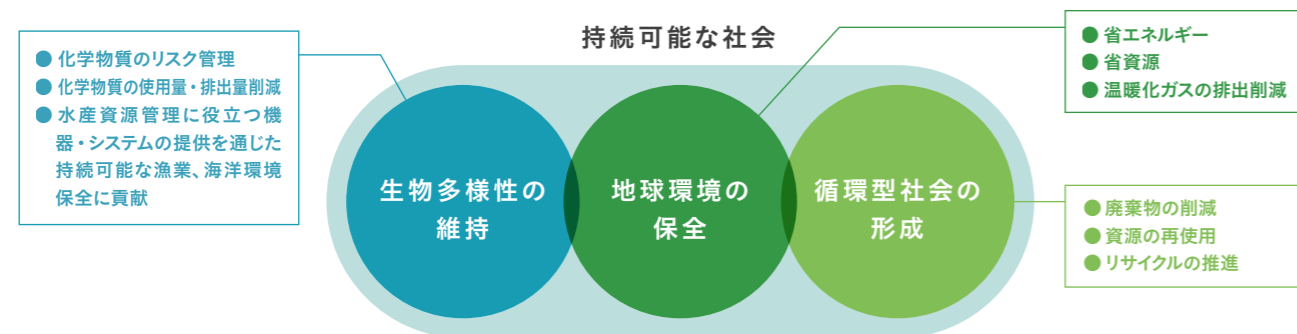 持続可能な社会
● 化学物質のリスク管理
● 化学物質の使用量・排出量削減
● 水産資源管理に役立つ機
器・システムの提供を通じた
持続可能な漁業、海洋環境
保全に貢献
生物多様性の
維持
地球環境の
保全
循環型社会の
形成
● 省エネルギー
● 省資源
● 温暖化ガスの排出削減
● 廃棄物の削減
● 資源の再使用
● リサイクルの推進